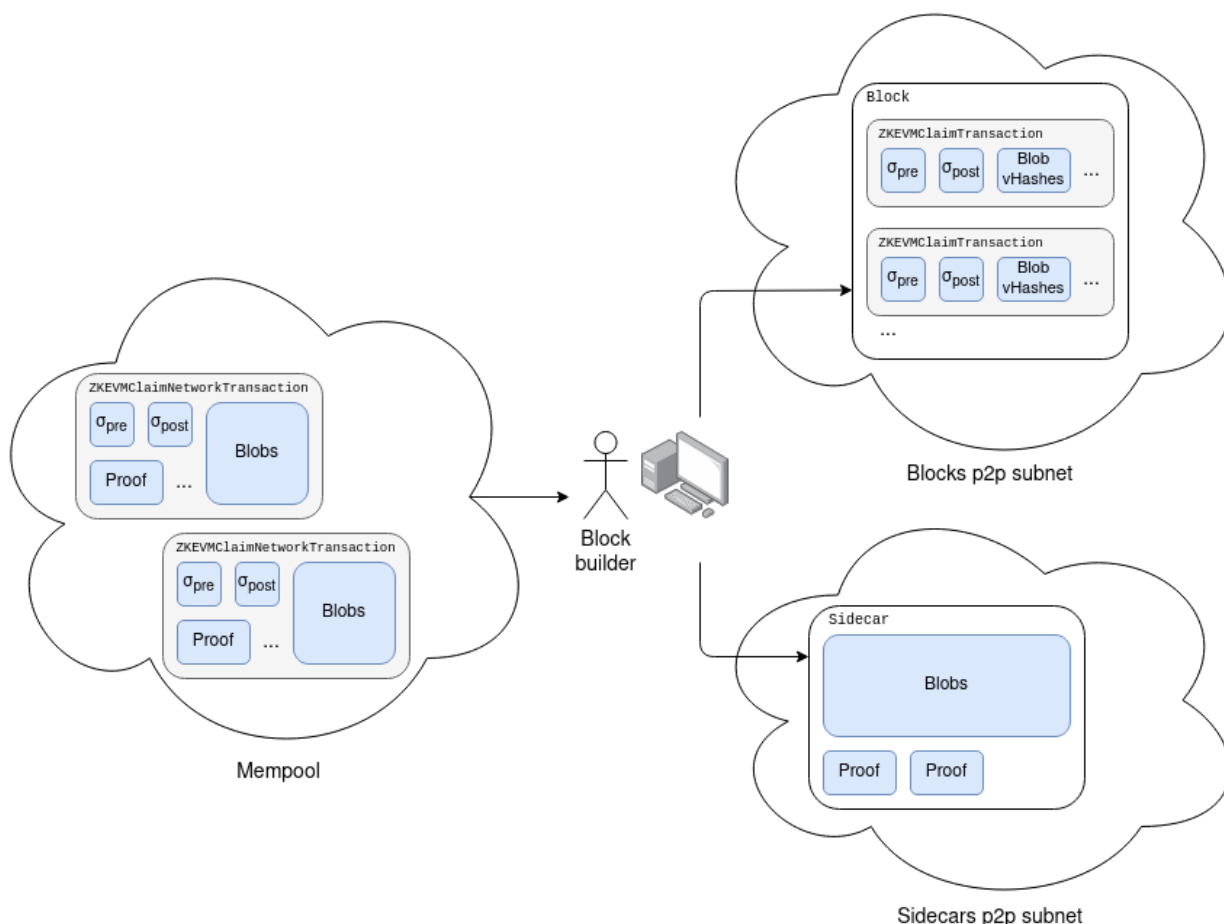 ZKEVMClaimNetworkTransaction
σpre
σpost
Blobs
Proof
...
ZKEVMClaimNetworkTransaction
σpre
σpost
Blobs
Proof
...
Mempool
Block
builder
Block
ZKEVMClaimTransaction
σpre
σpost
Blob
vHashes
...
ZKEVMClaimTransaction
σpre
σpost
Blob
vHashes
...
...
Blocks p2p subnet
Sidecar
Blobs
Proof
Proof
Sidecars p2p subnet